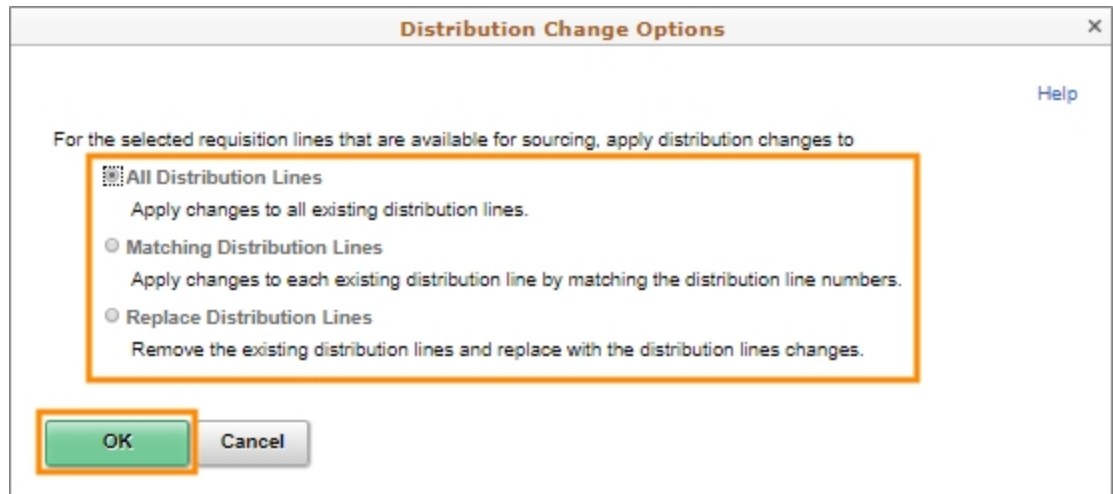 Distribution Change Options
×
Help
For the selected requisition lines that are available for sourcing, apply distribution changes to
All Distribution Lines
Apply changes to all existing distribution lines.
Matching Distribution Lines
Apply changes to each existing distribution line by matching the distribution line numbers.
Replace Distribution Lines
Remove the existing distribution lines and replace with the distribution lines changes.
OK Cancel